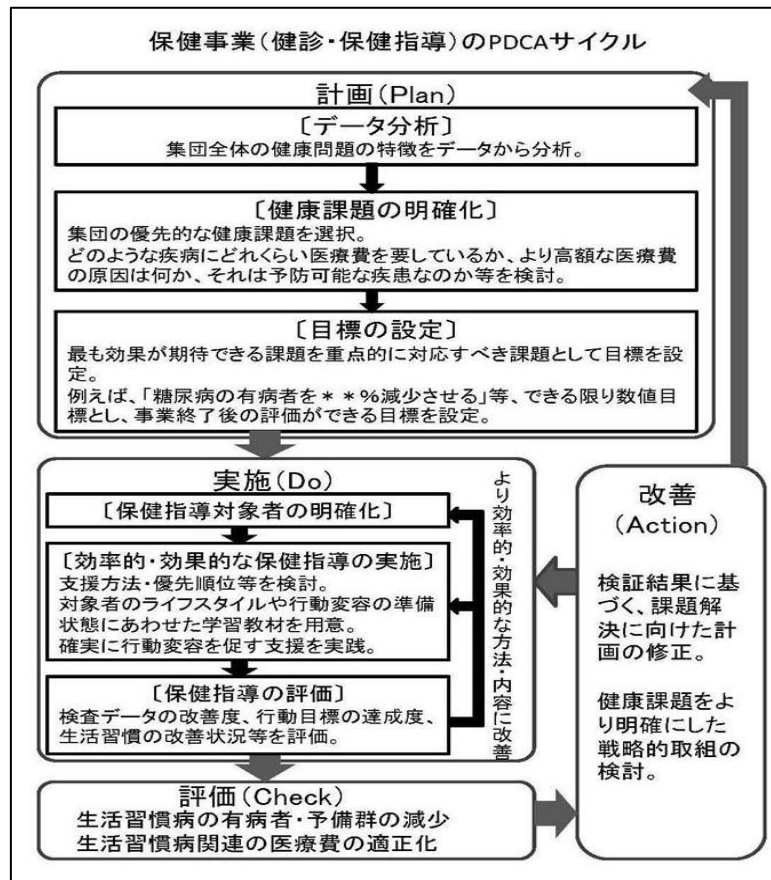 保健事業(健診・保健指導)のPDCAサイクル
計画(Plan)
〔データ分析〕
集団全体の健康問題の特徴をデータから分析。
〔健康課題の明確化〕
集団の優先的な健康課題を選択。
どのような疾病にどれくらい医療費を要しているか、より高額な医療費
の原因は何か、それは予防可能な疾患なのか等を検討。
〔目標の設定〕
最も効果が期待できる課題を重点的に対応すべき課題として目標を設
定。
例えば、「糖尿病の有病者を＊＊%減少させる」等、できる限り数値目
標とし、事業終了後の評価ができる目標を設定。
実施(Do)
〔保健指導対象者の明確化〕
〔効率的・効果的な保健指導の実施〕
支援方法・優先順位等を検討。
対象者のライフスタイルや行動変容の準備
状態にあわせた学習教材を用意。
確実に行動変容を促す支援を実践。
〔保健指導の評価〕
検査データの改善度、行動目標の達成度、
生活習慣の改善状況等を評価。
より効率的・効果的な方法・内容に改善
評価(Check)
生活習慣病の有病者・予備群の減少
生活習慣病関連の医療費の適正化
改善
(Action)
検証結果に基
づく、課題解
決に向けた計
画の修正。
健康課題をよ
り明確にした
戦略的取組の
検討。